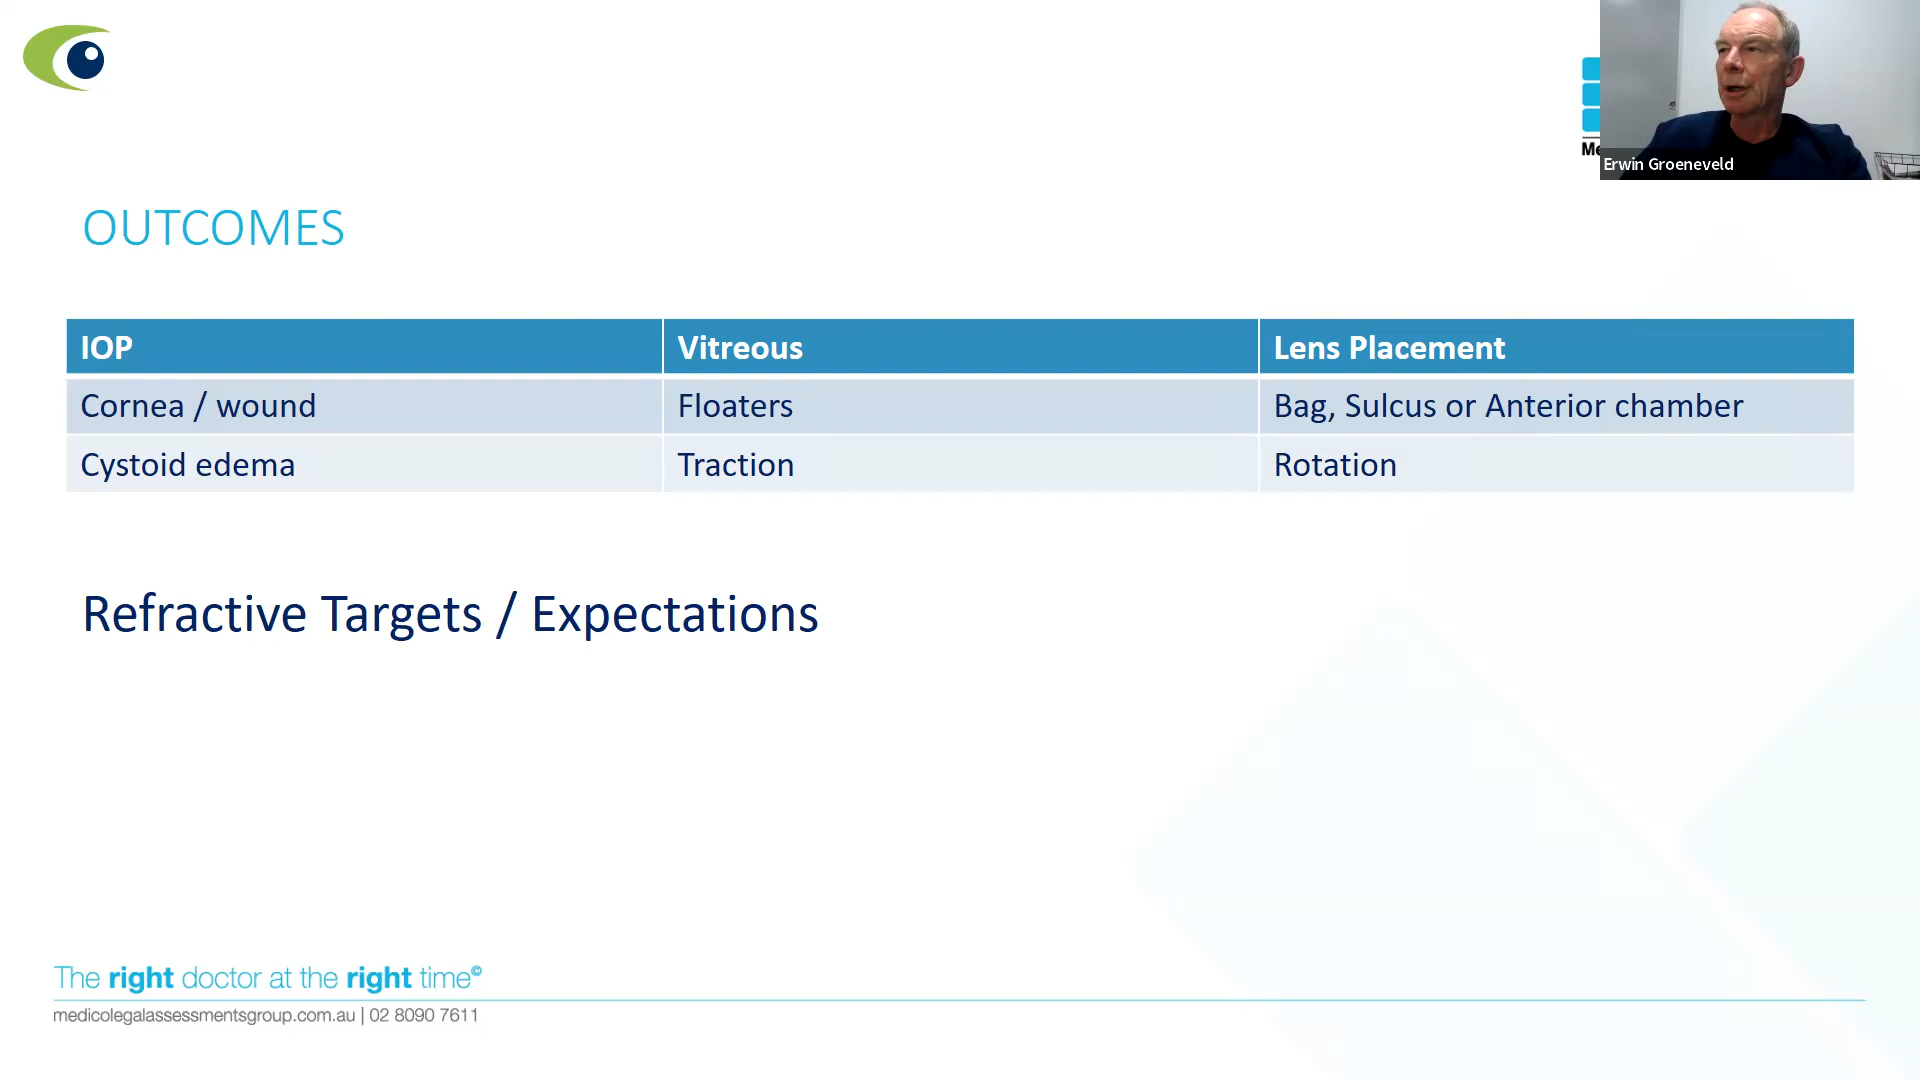 Erwin Groeneveld
OUTCOMES
IOP Vitreous Lens Placement
Cornea / wound Floaters Bag, Sulcus or Anterior chamber
Cystoid edema Traction Rotation
Refractive Targets / Expectations
The right doctor at the right time©
medicolegalassessmentsgroup.com.au | 02 8090 7611